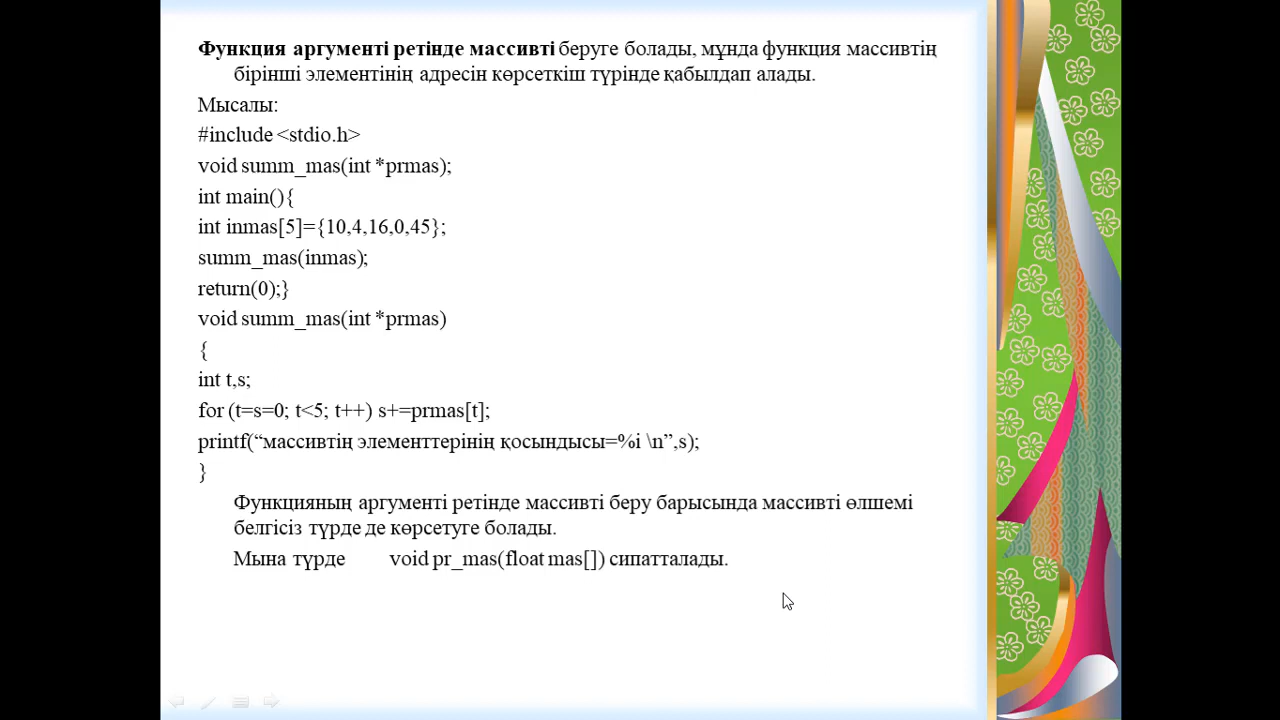 Функция аргументі ретінде массивті беруге болады, мұнда функция массивтің
бірінші элементінің адресін көрсеткіш түрінде қабылдап алады.
Мысалы:
#include <stdio.h>
void summ_mas(int *prmas);
int main(){
int inmas[5]={10,4,16,0,45};
summ_mas(inmas);
return(0);}
void summ_mas(int *prmas)
{
int t,s;
for (t=s=0; t<5; t++) s+=prmas[t];
printf(“массивтің элементтерінің қосындысы=%i \n”,s);
}
Функцияның аргументі ретінде массивті беру барысында массивті өлшемі
белгісіз түрде де көрсетуге болады.
Мына түрде void pr_mas(float mas[]) сипатталады.